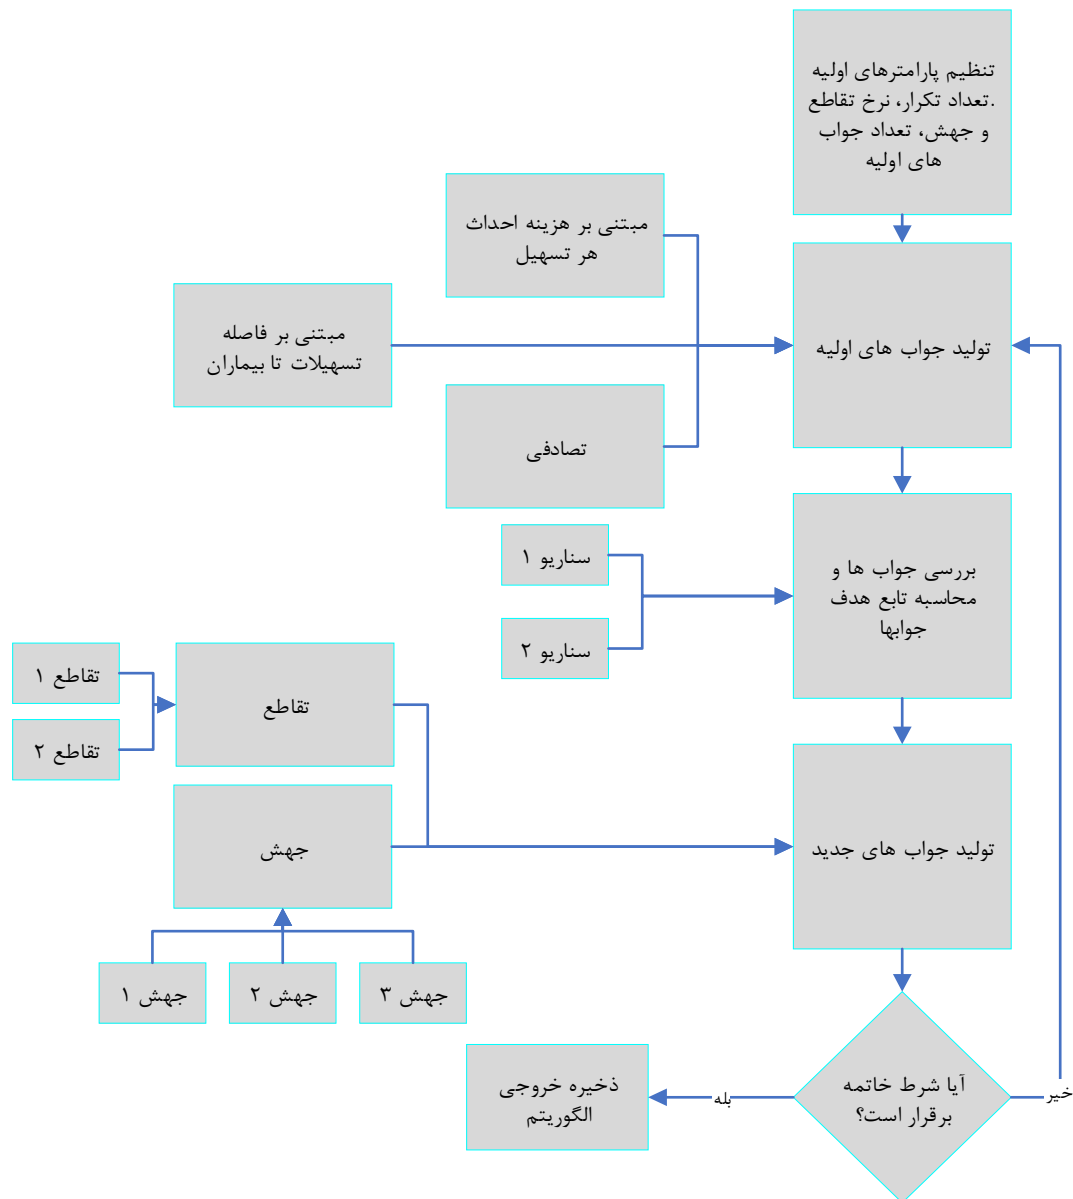 تنظیم پارامترهای اولیه
.تعداد تکرار، نرخ تقاطع
و جهش، تعداد جواب
های اولیه
مبتنی بر هزینه احداث
هر تسهیل
مبتنی بر فاصله
تسهیلات تا بیماران
تولید جواب های اولیه
تصادفی
سناریو ۱
سناریو ۲
بررسی جواب ها و
محاسبه تابع هدف
جوابها
تقاطع ۱
تقاطع ۲
تقاطع
جهش
تولید جواب های جدید
جهش ۱
جهش ۲
جهش ۳
آیا شرط خاتمه
برقرار است؟
خیر
بله
ذخیره خروجی
الگوریتم